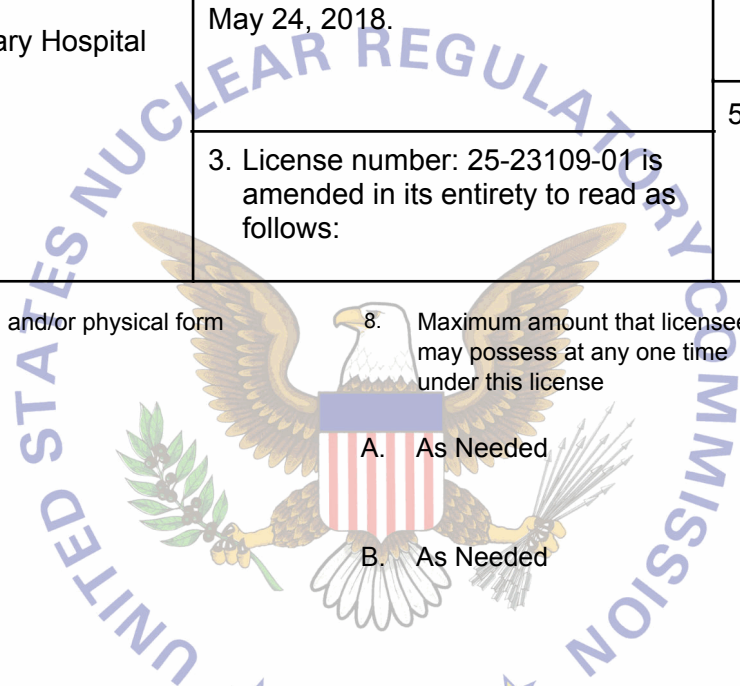 May 24, 2018.
ary Hospital
5
3. License number: 25-23109-01 is
amended in its entirety to read as
follows:
and/or physical form
8. Maximum amount that licensee
may possess at any one time
under this license
A. As Needed
B. As Needed
UNITED STATES NUCLEAR REGULATORY COMMISSION